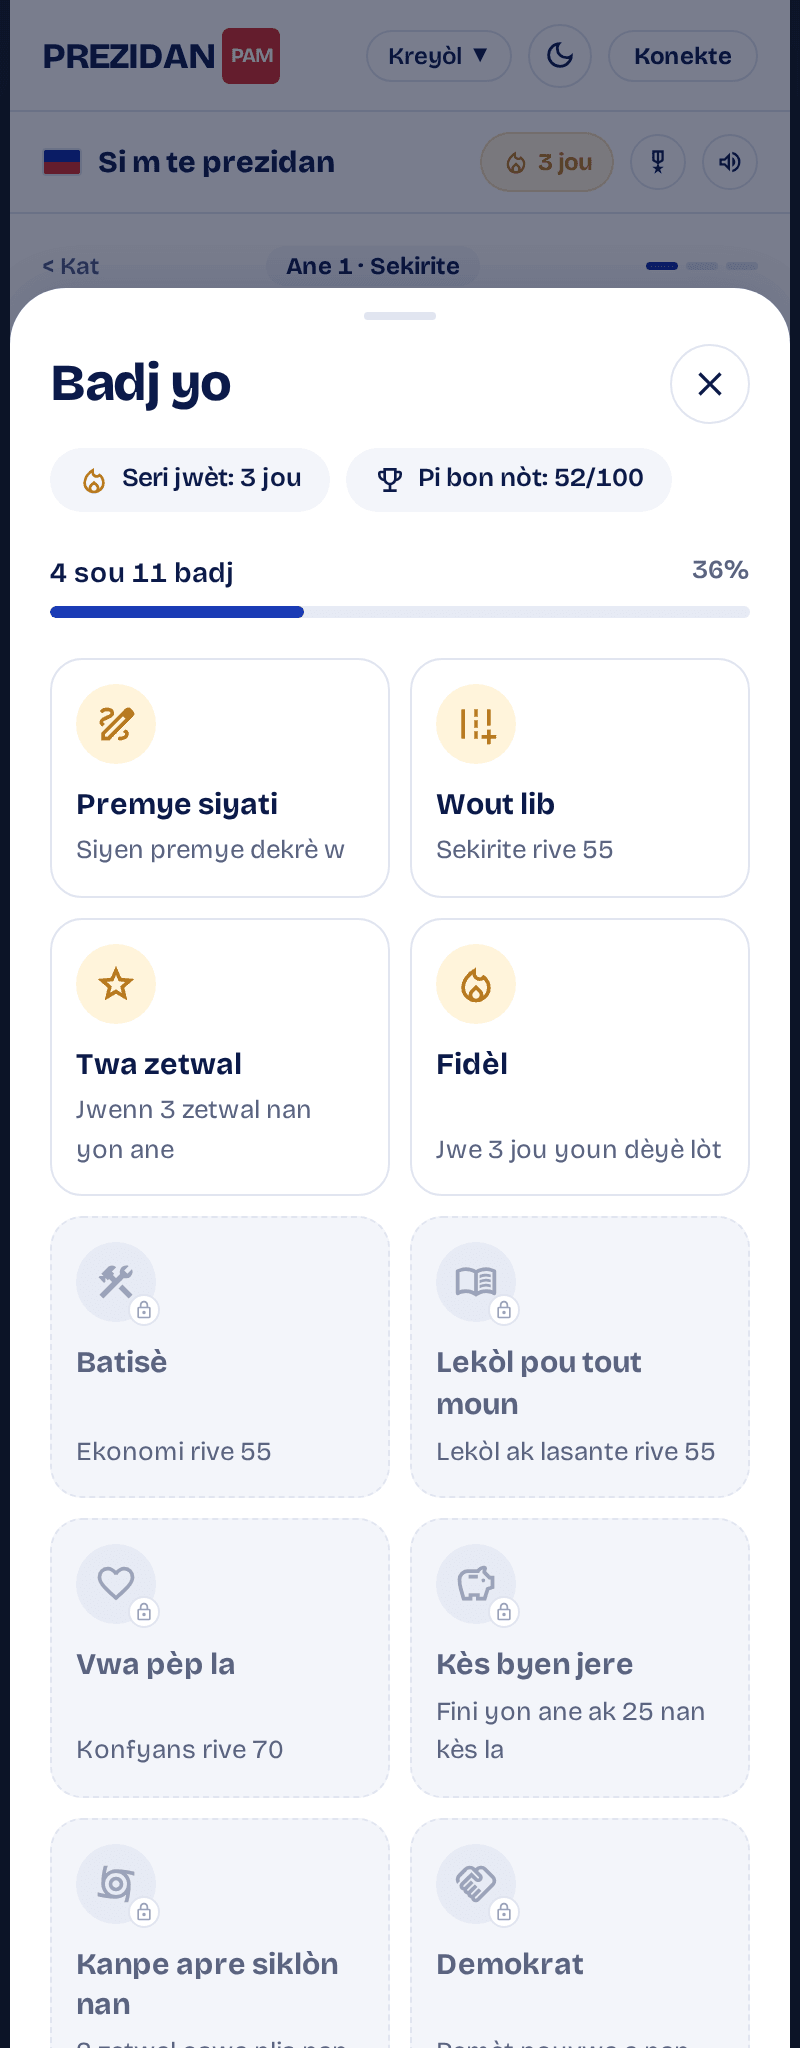 PREZIDAN PAM
Kreyòl ▼
Konekte
Si m te prezidan
3 jou
< Kat
Ane 1 · Sekirite
Badj yo
Seri jwèt: 3 jou
Pi bon nòt: 52/100
4 sou 11 badj
36%
Premye siyati
Siyen premye dekrè w
Wout lib
Sekirite rive 55
Twa zetwal
Jwenn 3 zetwal nan
yon ane
Fidèl
Jwe 3 jou youn dèyè lòt
Batisè
Ekonomi rive 55
Lekòl pou tout
moun
Lekòl ak lasante rive 55
Vwa pèp la
Konfyans rive 70
Kès byen jere
Fini yon ane ak 25 nan
kès la
Kanpe apre siklòn
nan
Demokrat